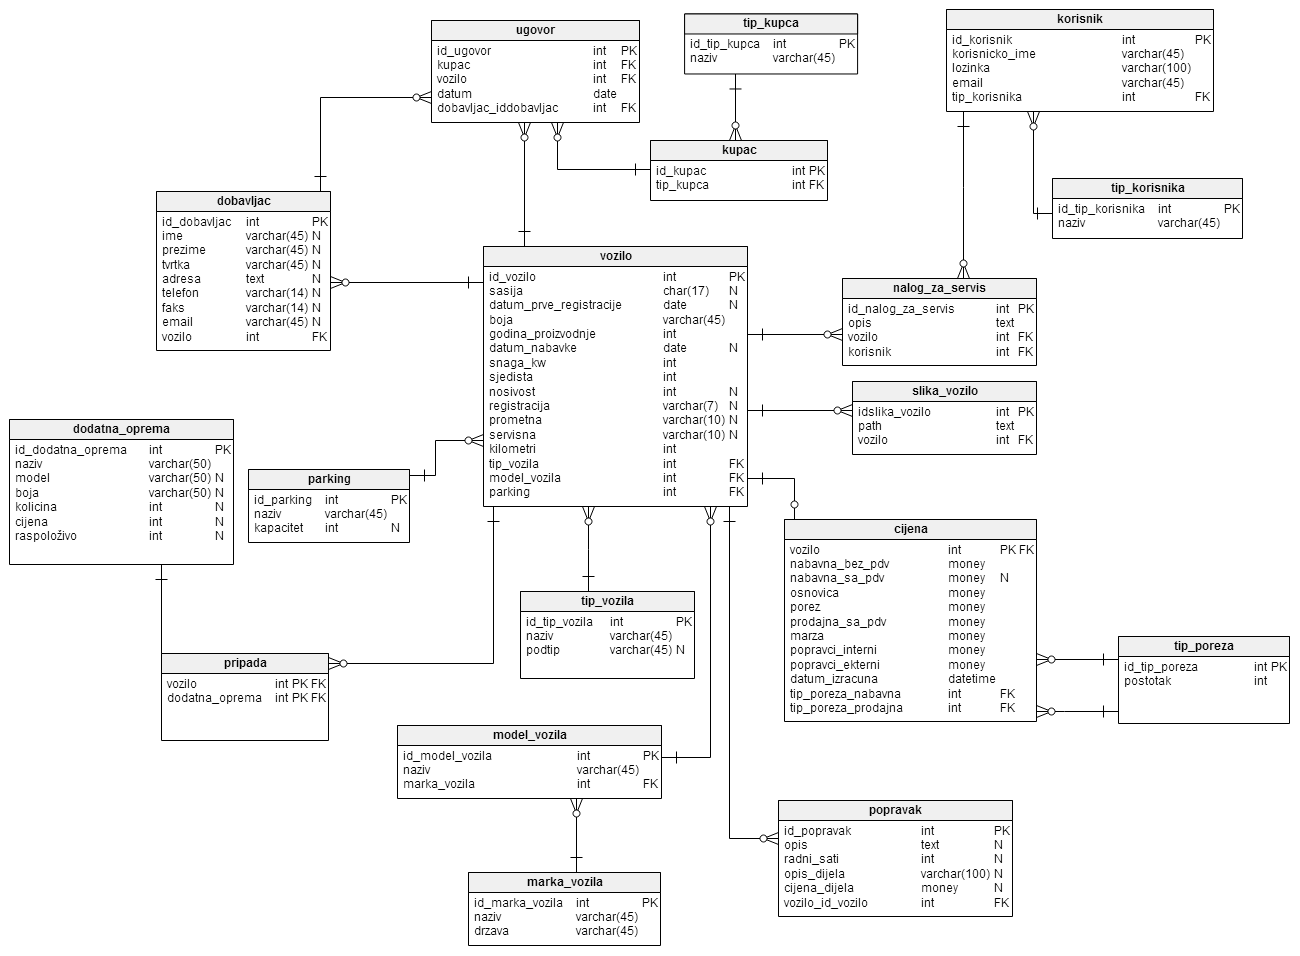 ugovor
id_ugovor int PK
kupac int FK
vozilo int FK
datum date
dobavljac_iddobavljac int FK
tip_kupca
id_tip_kupca int PK
naziv varchar(45)
korisnik
id_korisnik int PK
korisnicko_ime varchar(45)
lozinka varchar(100)
email varchar(45)
tip_korisnika int FK
kupac
id_kupac int PK
tip_kupca int FK
tip_korisnika
id_tip_korisnika int PK
naziv varchar(45)
dobavljac
id_dobavljac int PK
ime varchar(45) N
prezime varchar(45) N
tvrtka varchar(45) N
adresa text N
telefon varchar(14) N
faks varchar(14) N
email varchar(45) N
vozilo int FK
vozilo
id_vozilo int PK
sasija char(17) N
datum_prve_registracije date N
boja varchar(45)
godina_proizvodnje int
datum_nabavke date N
snaga_kw int
sjedista int
nosivost int N
registracija varchar(7) N
prometna varchar(10) N
servisna varchar(10) N
kilometri int
tip_vozila int FK
model_vozila int FK
parking int FK
nalog_za_servis
id_nalog_za_servis int PK
opis text
vozilo int FK
korisnik int FK
slika_vozilo
idslika_vozilo int PK
path text
vozilo int FK
dodatna_oprema
id_dodatna_oprema int PK
naziv varchar(50)
model varchar(50) N
boja varchar(50) N
kolicina int N
cijena int N
raspoloživo int N
parking
id_parking int PK
naziv varchar(45)
kapacitet int N
cijena
vozilo int PK FK
nabavna_bez_pdv money
nabavna_sa_pdv money N
osnovica money
porez money
prodajna_sa_pdv money
marza money
popravci_interni money
popravci_ekterni money
datum_izracuna datetime
tip_poreza_nabavna int FK
tip_poreza_prodajna int FK
tip_vozila
id_tip_vozila int PK
naziv varchar(45)
podtip varchar(45) N
tip_poreza
id_tip_poreza int PK
postotak int
pripada
vozilo int PK FK
dodatna_oprema int PK FK
model_vozila
id_model_vozila int PK
naziv varchar(45)
marka_vozila int FK
popravak
id_popravak int PK
opis text N
radni_sati int N
opis_dijela varchar(100) N
cijena_dijela money N
vozilo_id_vozilo int FK
marka_vozila
id_marka_vozila int PK
naziv varchar(45)
drzava varchar(45)